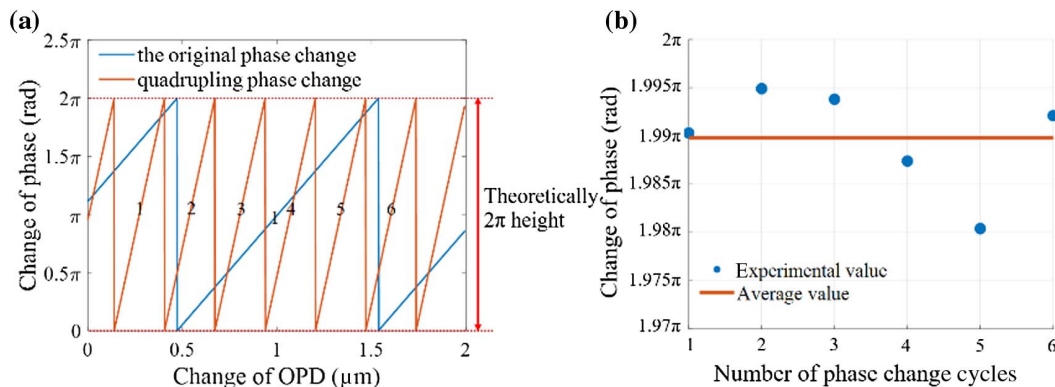 (a)
2.5π
2π
1.5π
π
0.5π
0
the original phase change
quadrupling phase change
1
2
3
1
4
5
6
Theoretically
2π height
0
0.5
1
1.5
2
Change of OPD (μm)
Change of phase (rad)
(b)
2π
1.995π
1.99π
1.985π
1.98π
1.975π
1.97π
Experimental value
Average value
1
2
3
4
5
6
Number of phase change cycles
Change of phase (rad)